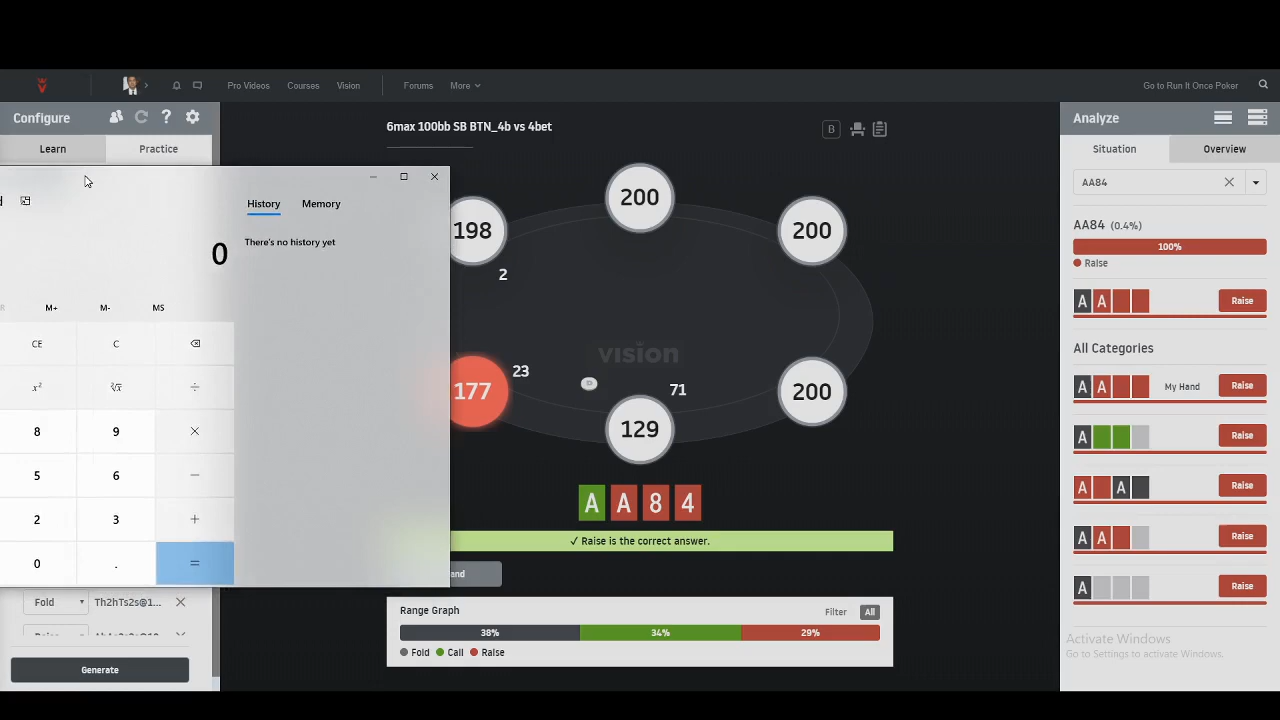 Pro Videos Courses Vision Forums More Go to Run It Once Poker
Configure ?
Learn Practice
6max 100bb SB BTN_4b vs 4bet
B
Analyze
Situation Overview
AA84
AA84 (0.4%)
100%
Raise
A A Raise
All Categories
A A My Hand Raise
A Raise
A A Raise
A A Raise
A Raise
Activate Windows
Go to Settings to activate Windows.
History Memory
There's no history yet
0
M+ M- MS
CE C
x² ²√x ÷
8 9 ×
5 6 −
2 3 +
0 . =
198 200 200
2
177 23 129 71 200
vision
D
A A 8 4
✓ Raise is the correct answer.
and
Range Graph Filter All
38% 34% 29%
Fold Call Raise
Fold Th2hTs2s@1...
Generate